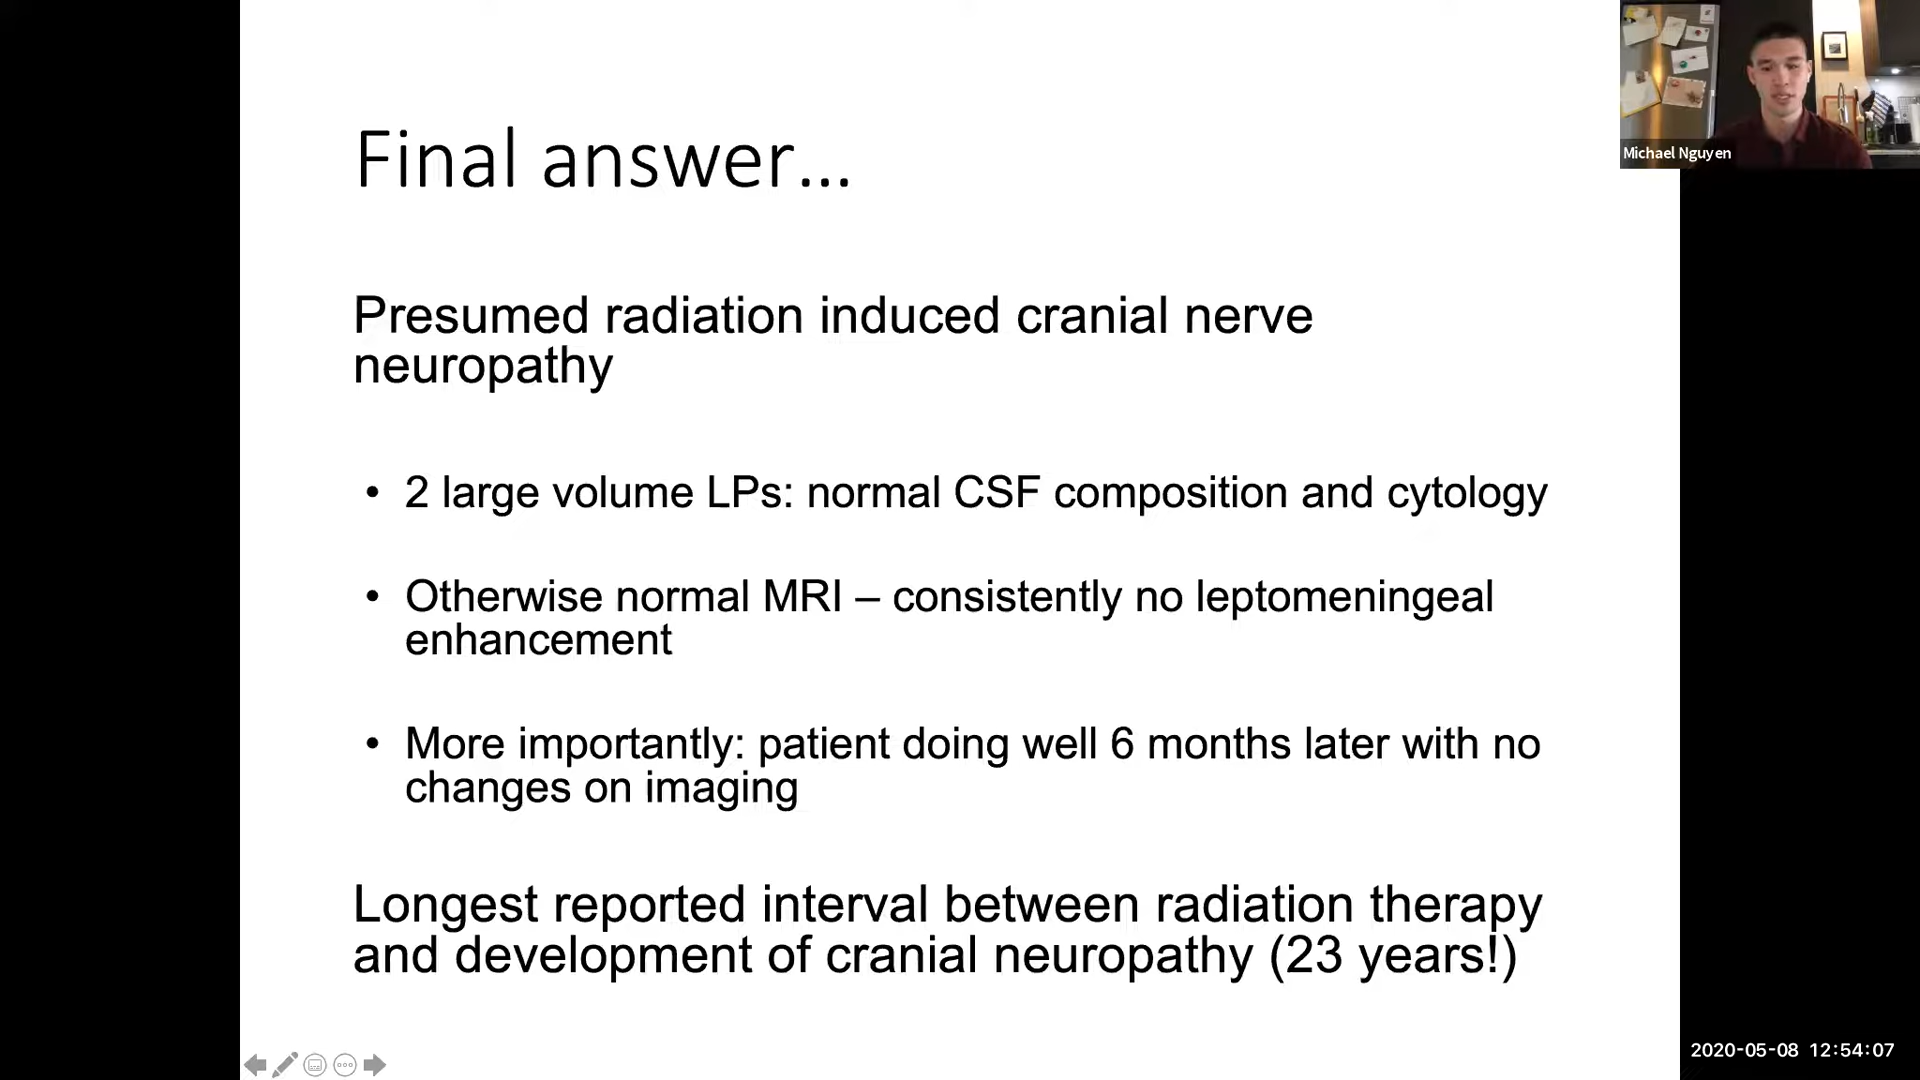 Final answer...
Michael Nguyen
Presumed radiation induced cranial nerve
neuropathy
• 2 large volume LPs: normal CSF composition and cytology
• Otherwise normal MRI – consistently no leptomeningeal
enhancement
• More importantly: patient doing well 6 months later with no
changes on imaging
Longest reported interval between radiation therapy
and development of cranial neuropathy (23 years!)
2020-05-08 12:54:07